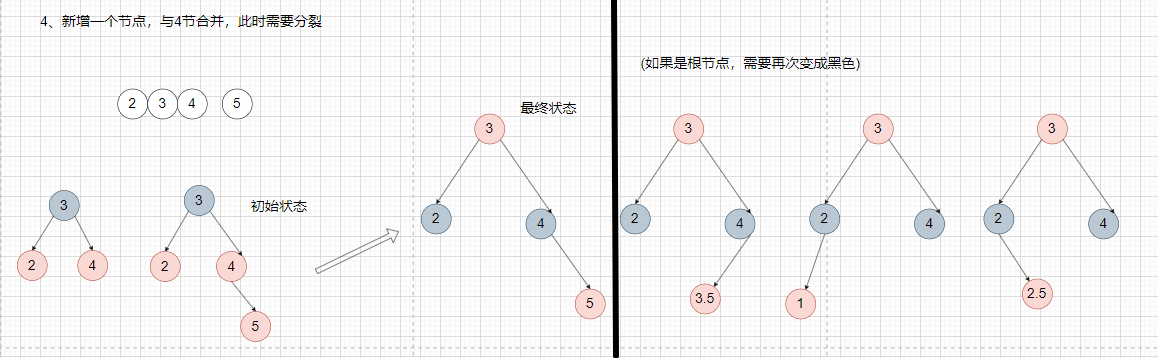 4、新增一个节点，与4节合并，此时需要分裂
(如果是根节点，需要再次变成黑色)
2 3 4 5
最终状态
3 3 3 3
初始状态
3 3
2 4 2 4 2 4 2 4
2 4 2 4
5 3.5 1 2.5
5